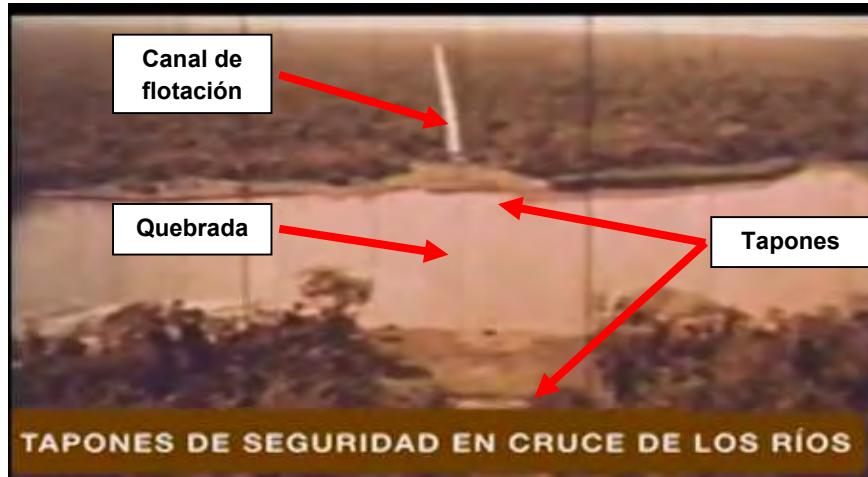 Canal de
flotación
Quebrada
Tapones
TAPONES DE SEGURIDAD EN CRUCE DE LOS RÍOS